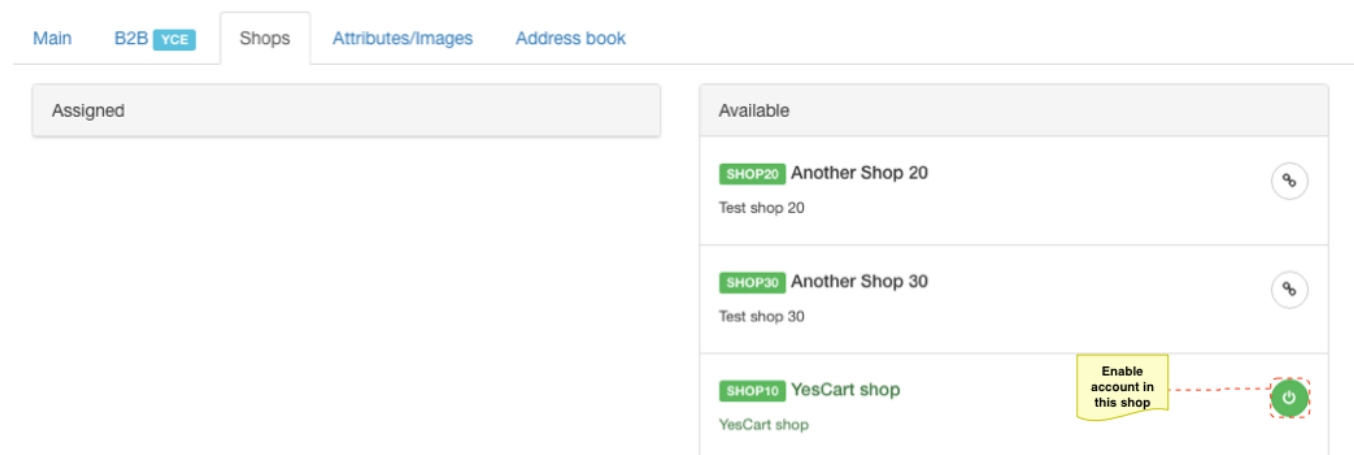 Main B2B YCE Shops Attributes/Images Address book
Assigned
Available
SHOP20 Another Shop 20
Test shop 20
SHOP30 Another Shop 30
Test shop 30
SHOP10 YesCart shop
YesCart shop
Enable
account in
this shop